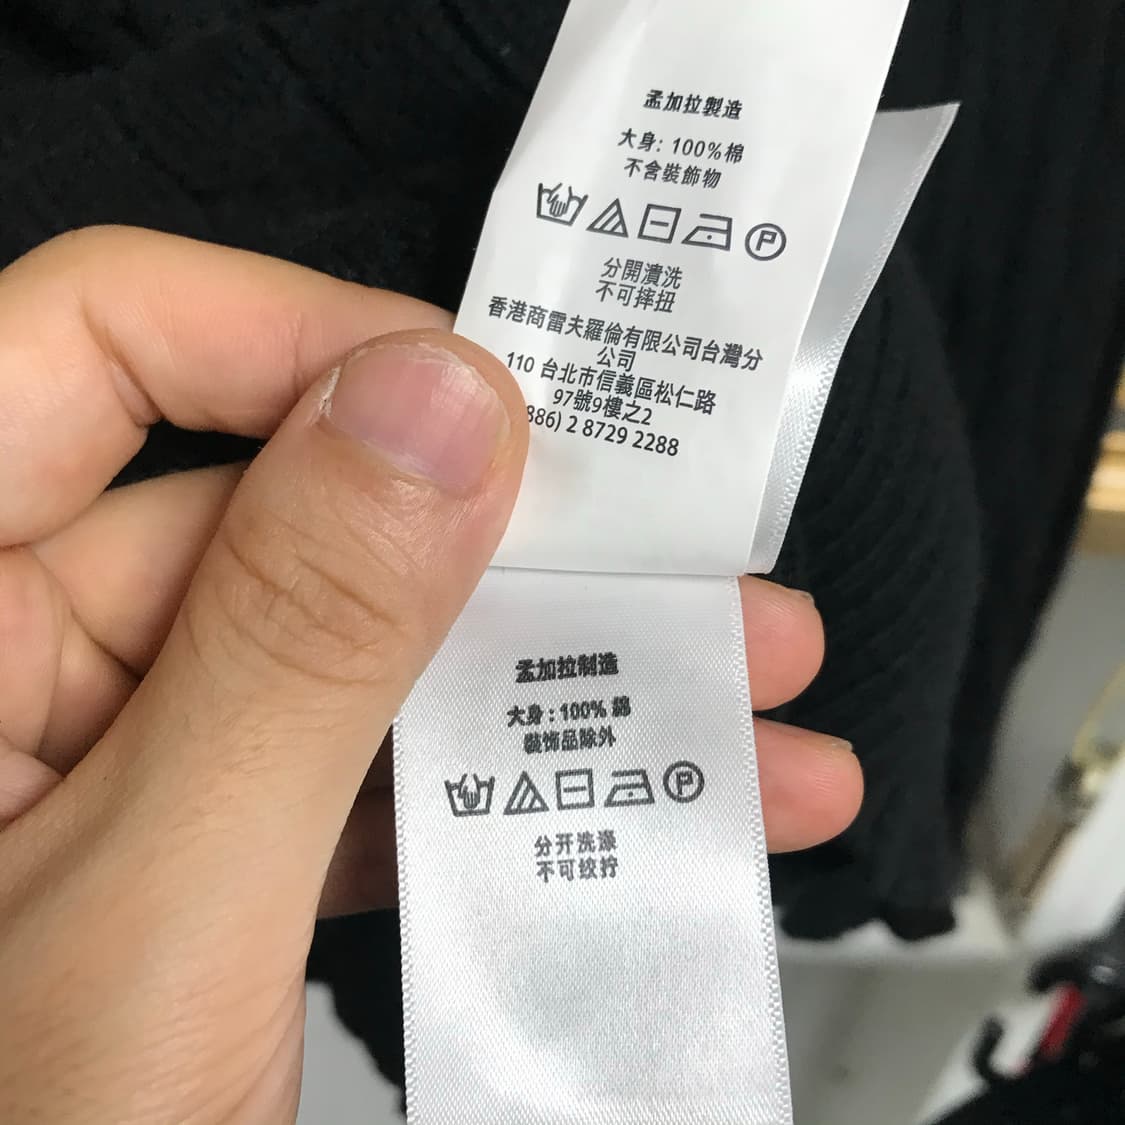 孟加拉製造
大身: 100%棉
不含裝飾物
P
分開潰洗
不可摔扭
香港商雷夫羅倫有限公司台灣分
公司
110 台北市信義區松仁路
97號9樓之2
886) 2 8729 2288
孟加拉制造
大身 : 100% 綿
裝饰品除外
P
分开洗涤
不可绞拧